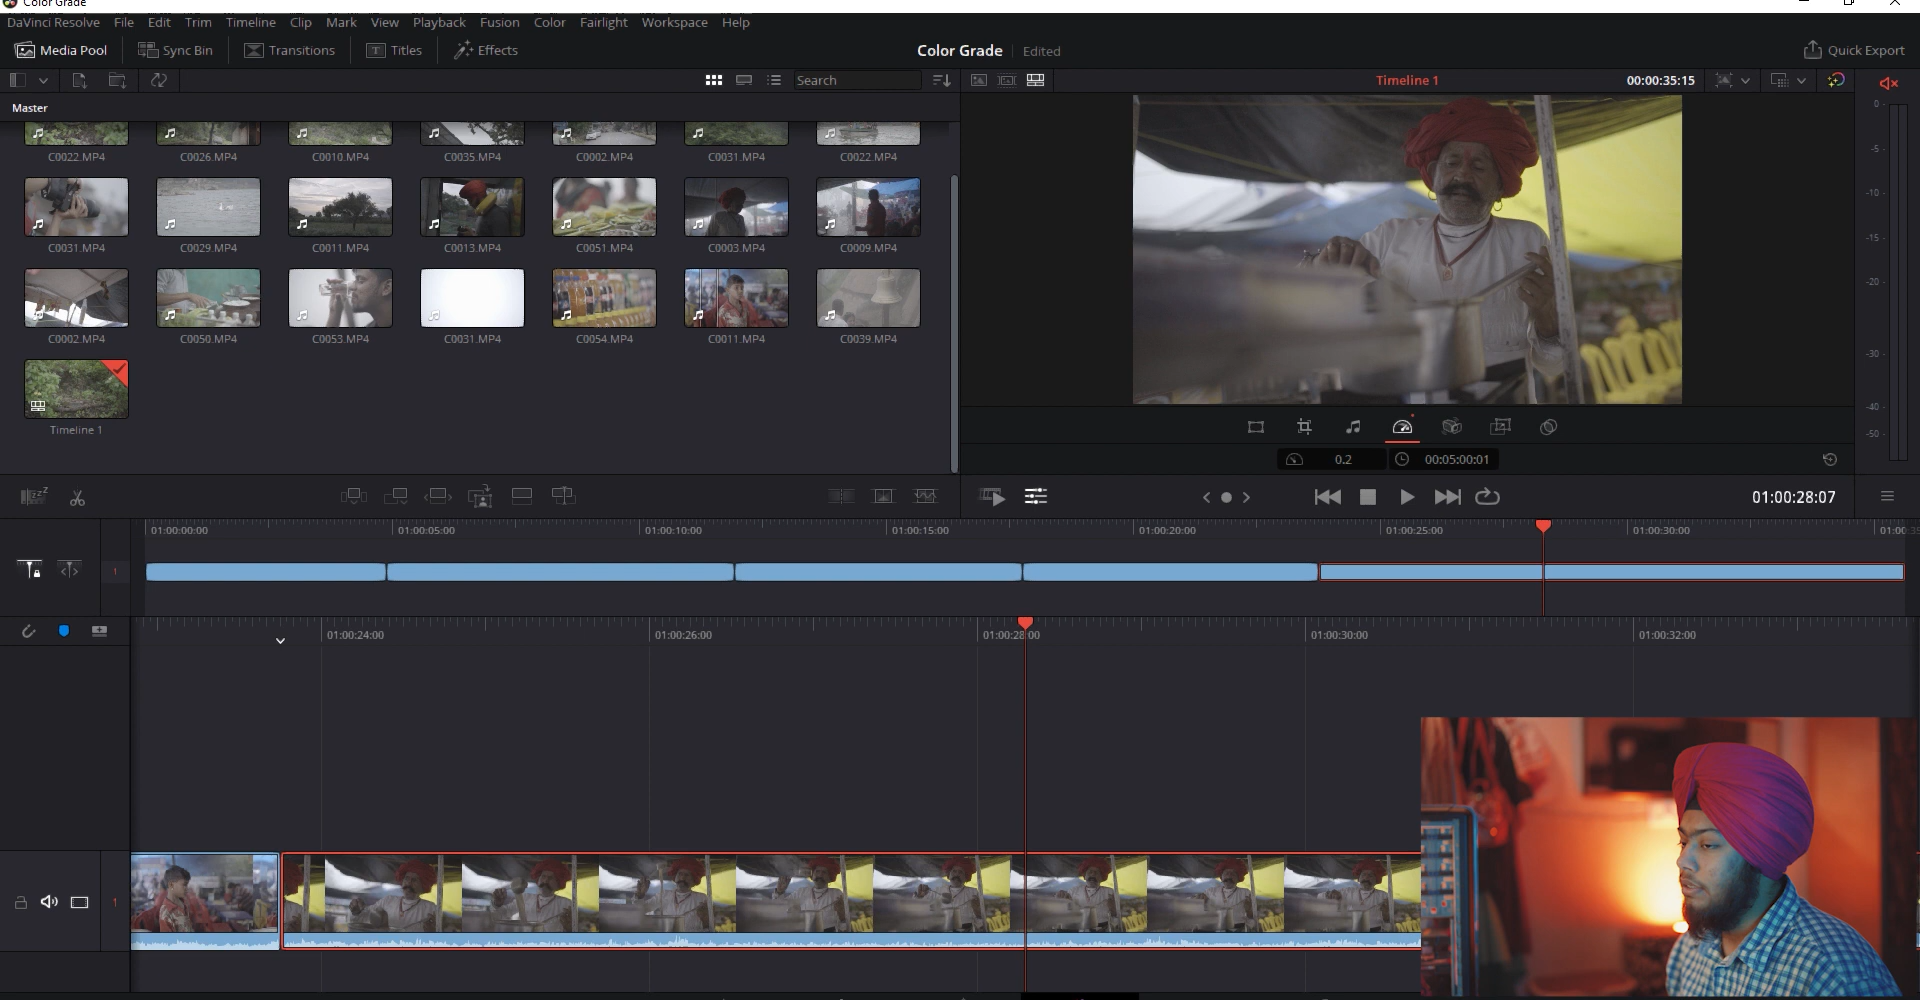 Color Grade
DaVinci Resolve File Edit Trim Timeline Clip Mark View Playback Fusion Color Fairlight Workspace Help
Media Pool Sync Bin Transitions Titles Effects Color Grade Edited Quick Export
Search Timeline 1 00:00:35:15
Master
C0022.MP4 C0026.MP4 C0010.MP4 C0035.MP4 C0002.MP4 C0031.MP4 C0022.MP4
C0031.MP4 C0029.MP4 C0011.MP4 C0013.MP4 C0051.MP4 C0003.MP4 C0009.MP4
C0002.MP4 C0050.MP4 C0053.MP4 C0031.MP4 C0054.MP4 C0011.MP4 C0039.MP4
Timeline 1
0
-5
-10
-15
-20
-30
-40
-50
0.2 00:05:00:01
zzZ
01:00:28:07
01:00:00:00 01:00:05:00 01:00:10:00 01:00:15:00 01:00:20:00 01:00:25:00 01:00:30:00
1
01:00:24:00 01:00:26:00 01:00:28:00 01:00:30:00 01:00:32:00
1